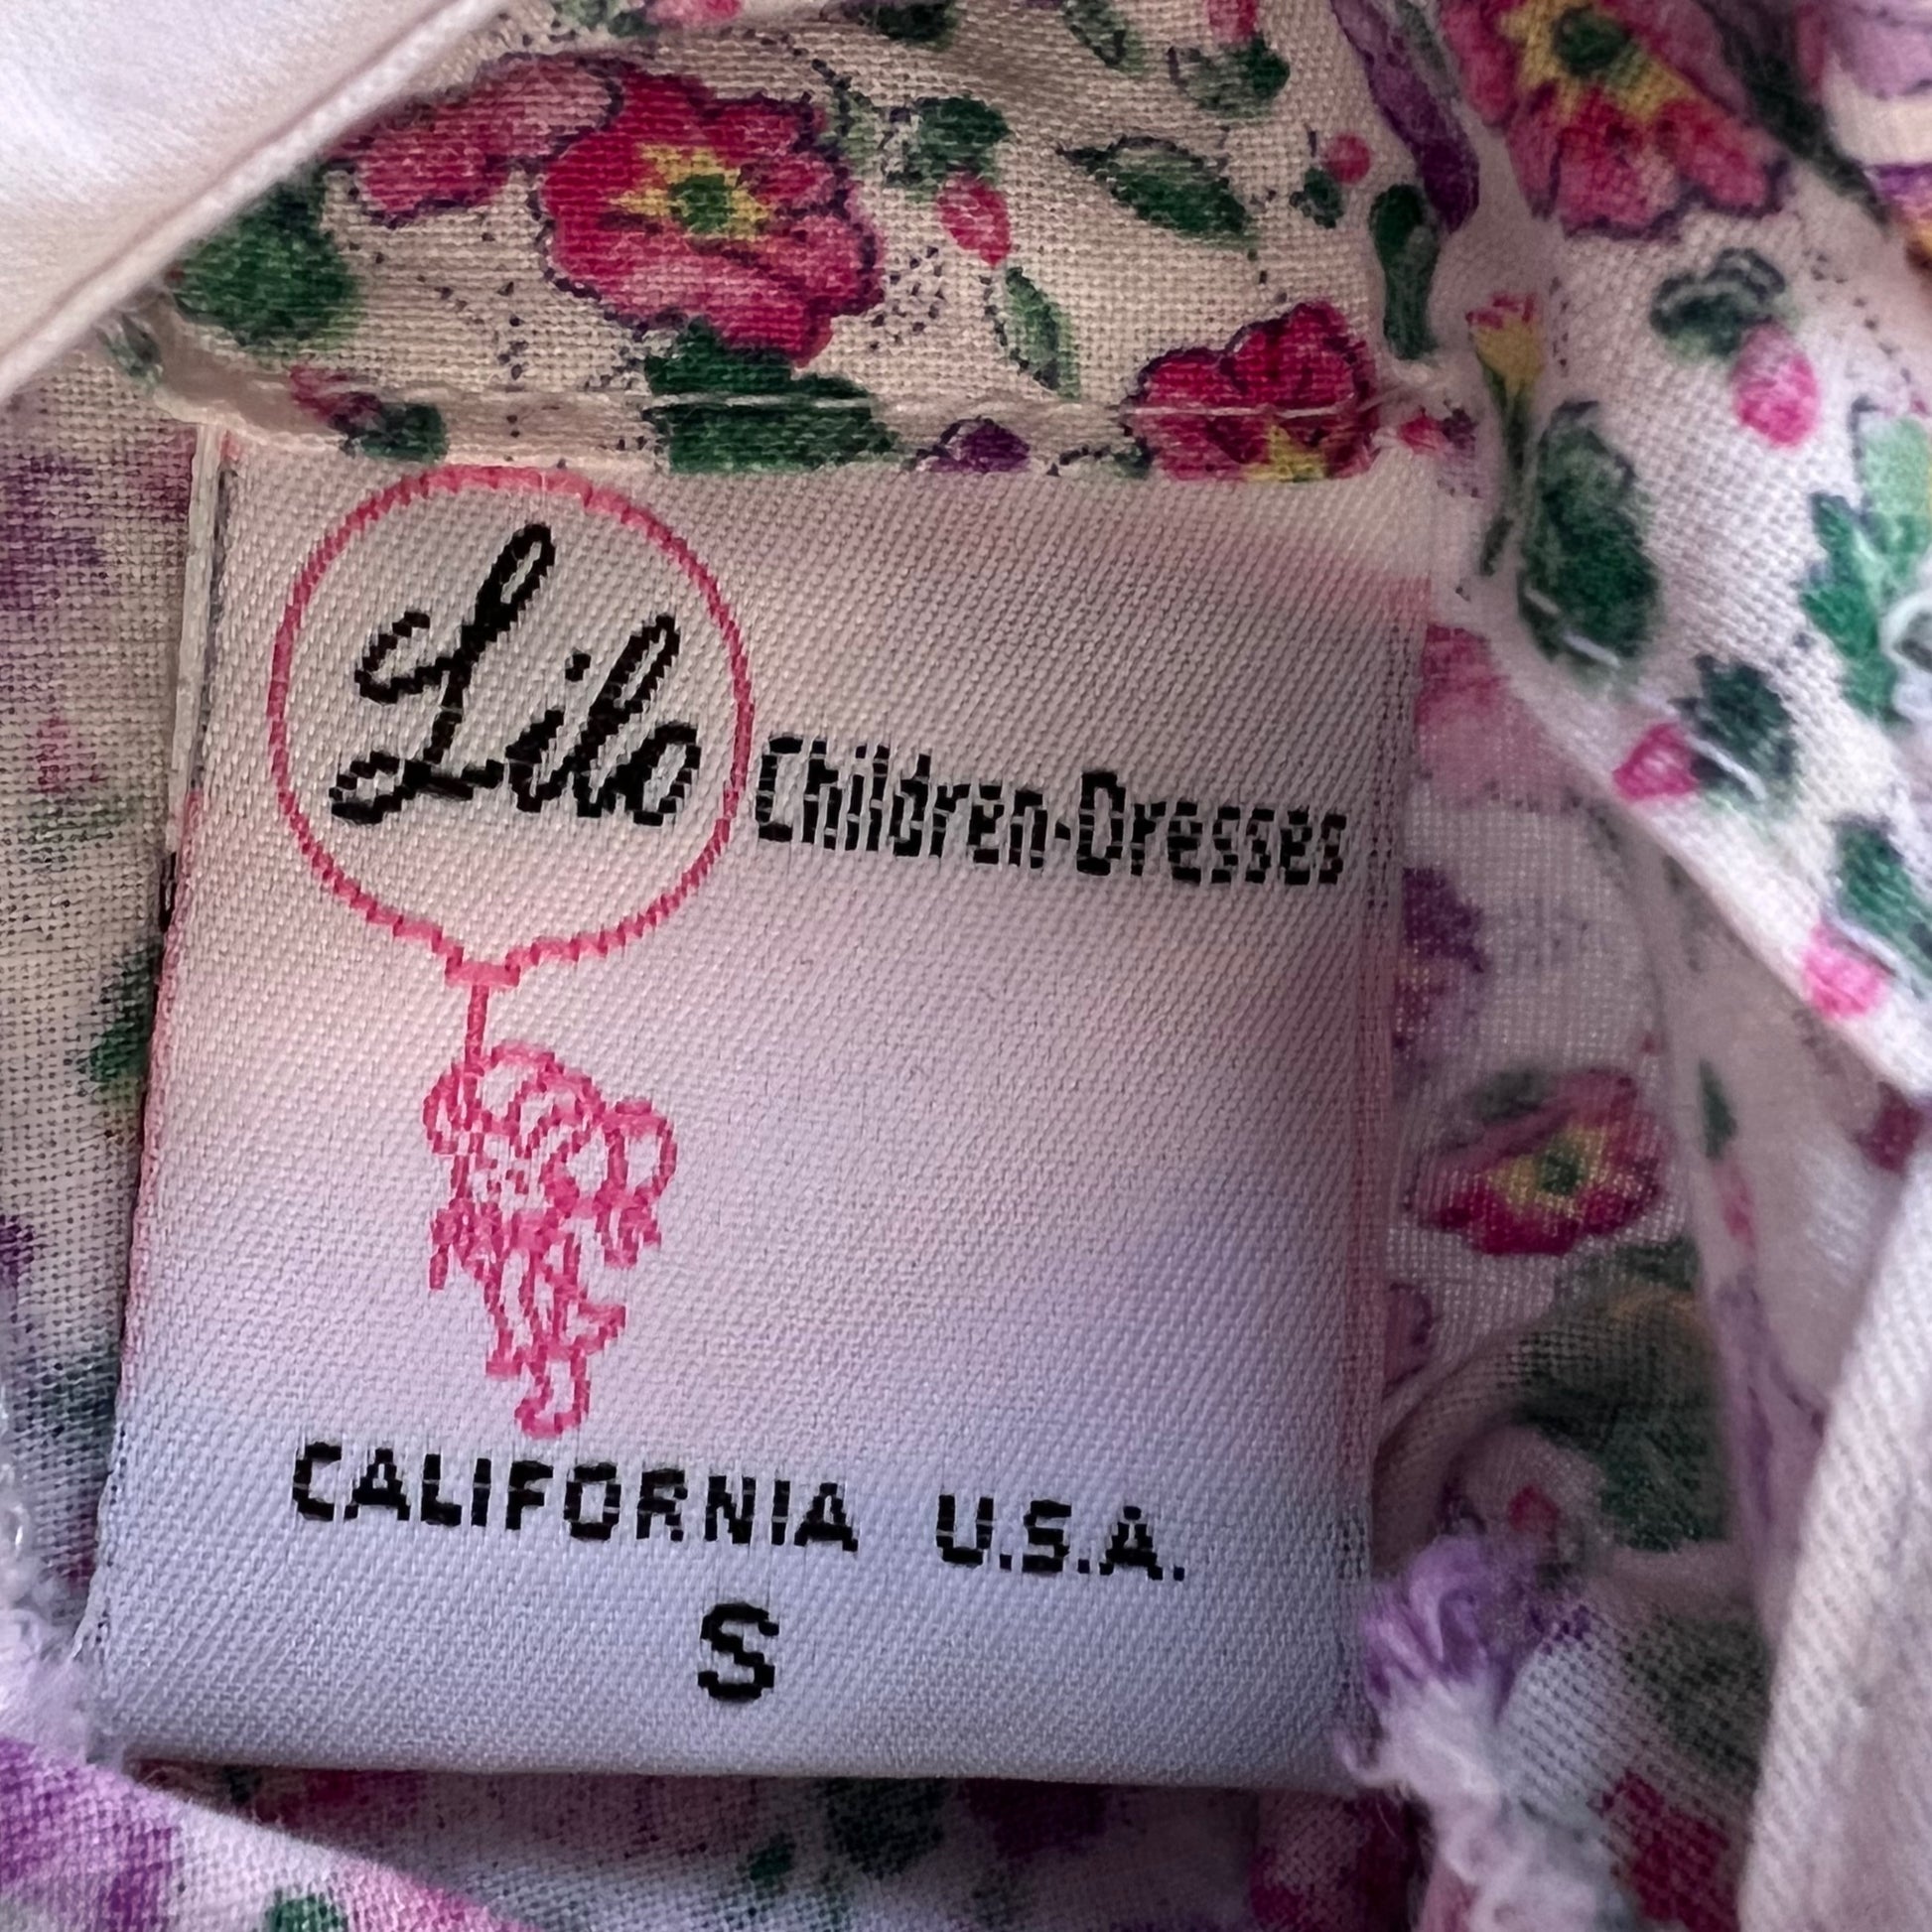 Lilo
Children-Dresses
CALIFORNIA U.S.A.
S